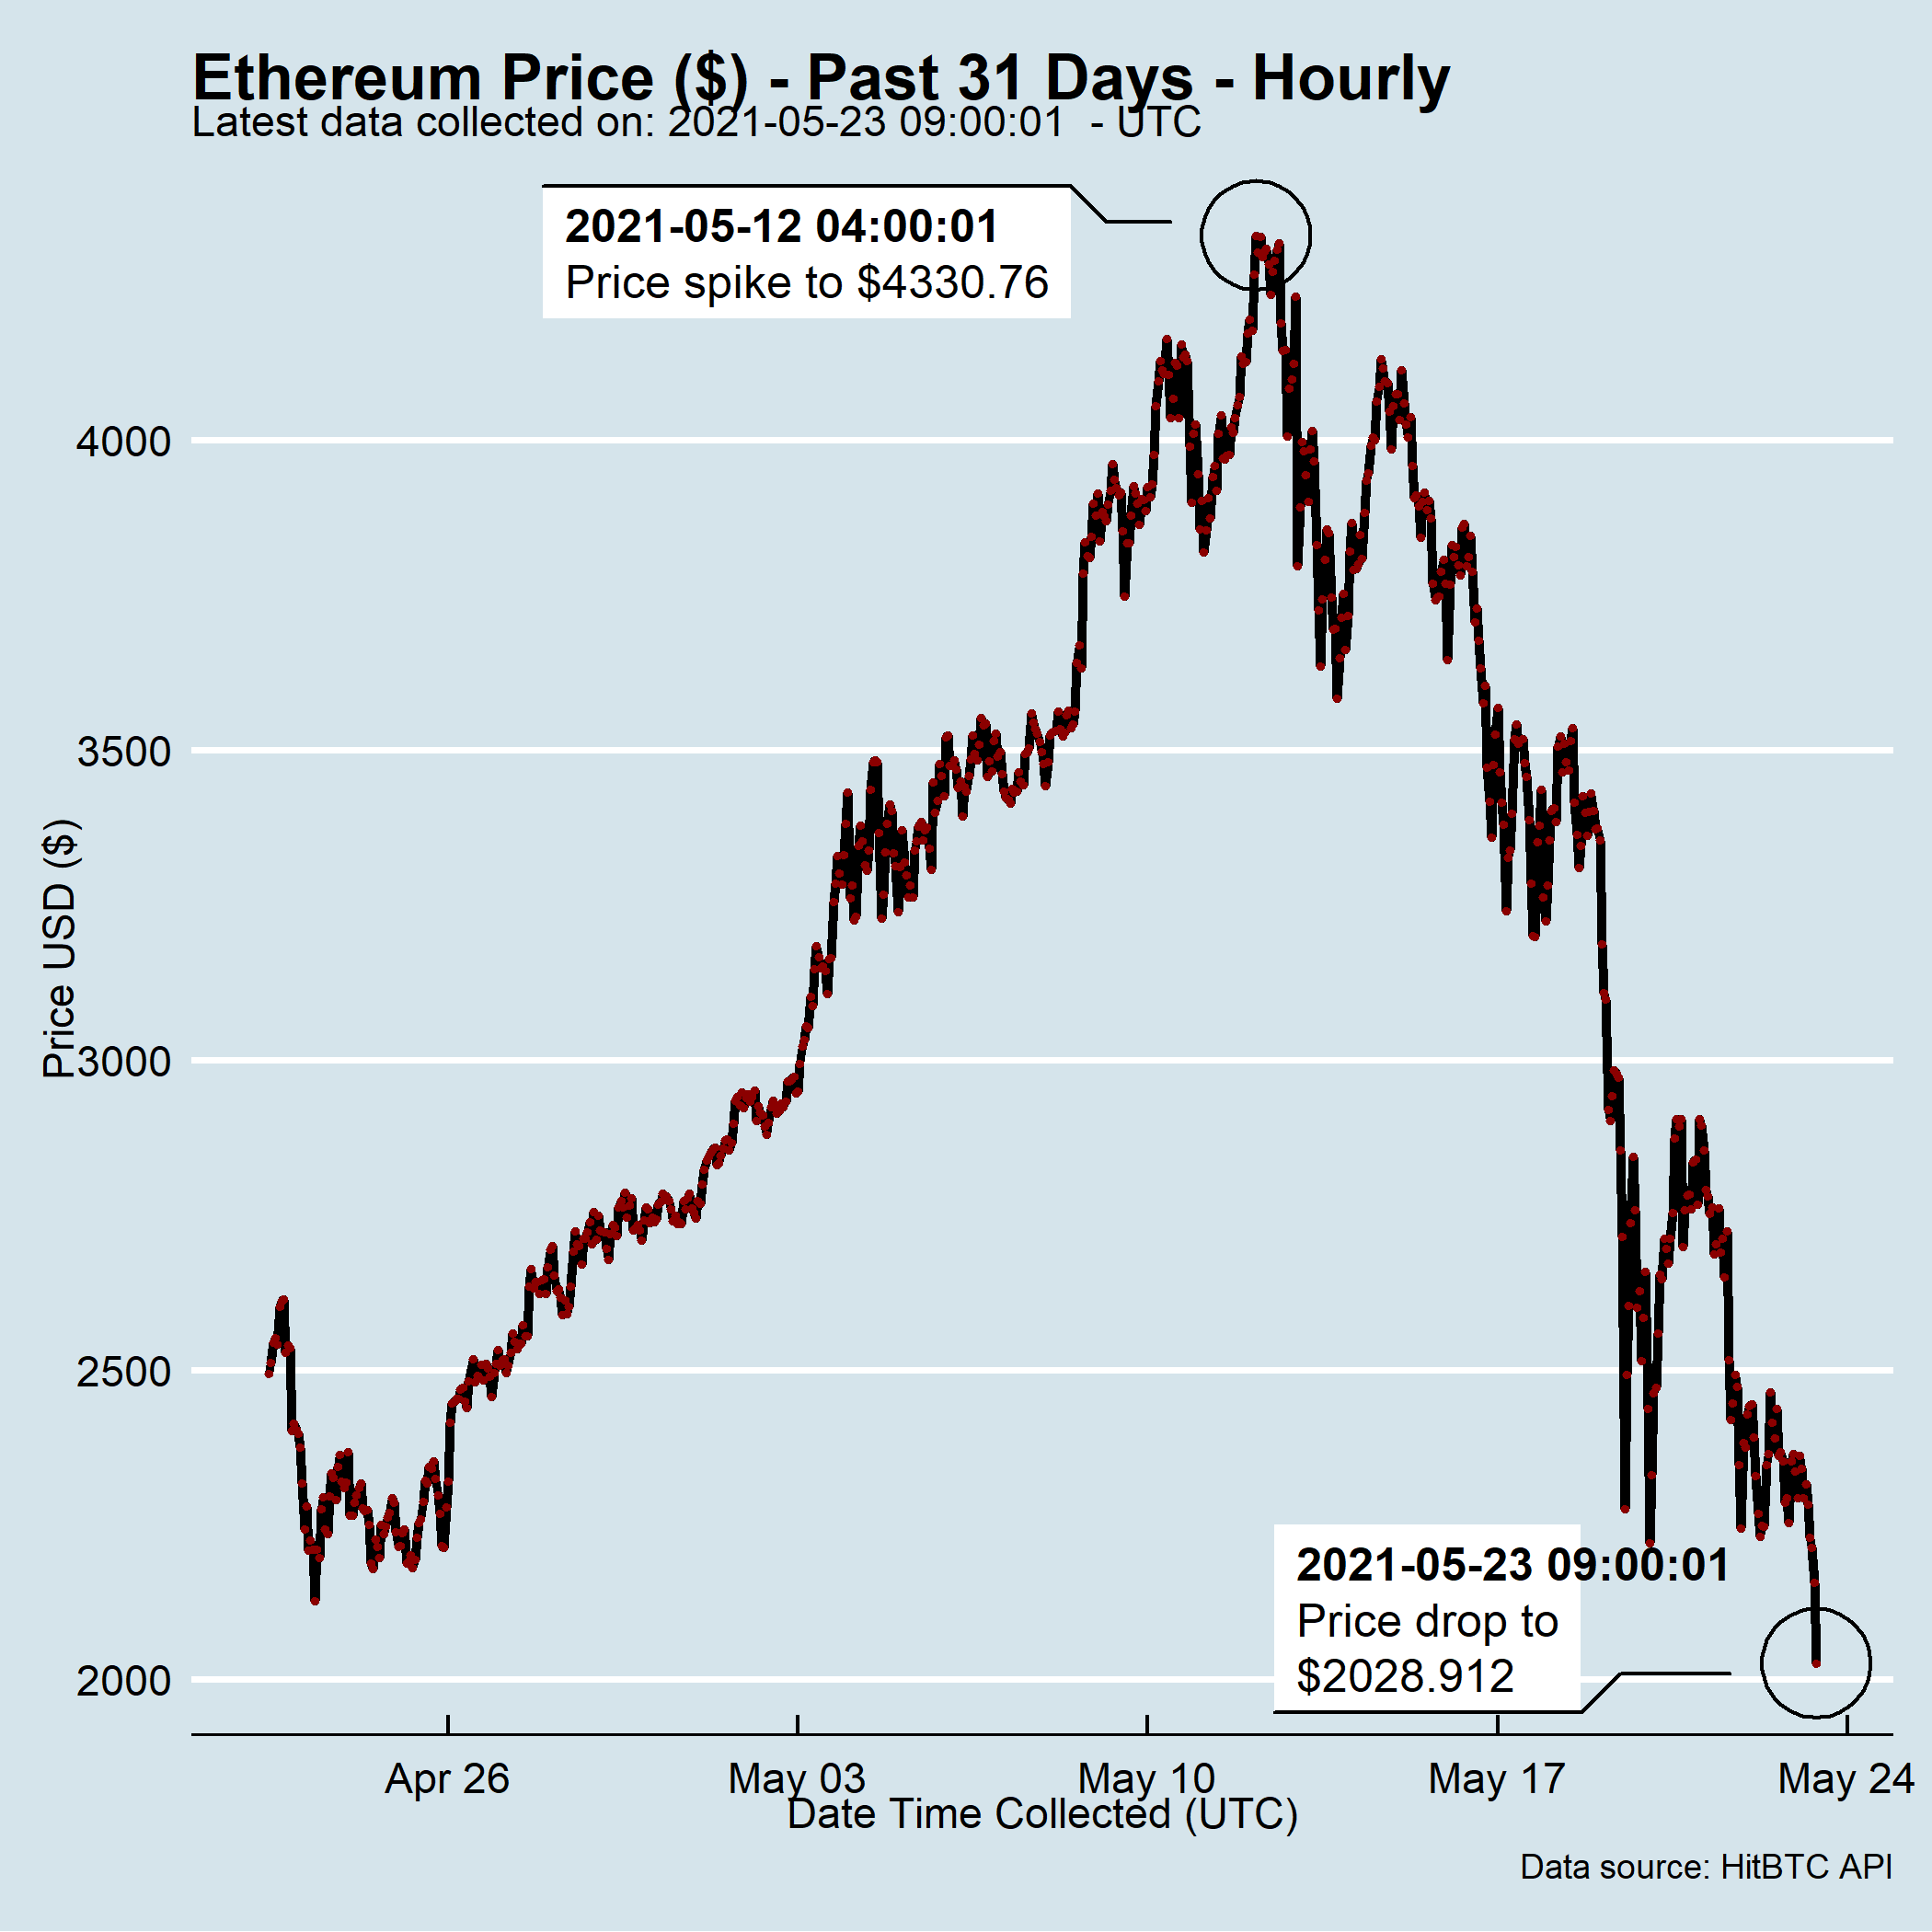 Ethereum Price ($) - Past 31 Days - Hourly
Latest data collected on: 2021-05-23 09:00:01  - UTC
2021-05-12 04:00:01
Price spike to $4330.76
4000
3500
3000
2500
2000
Price USD ($)
2021-05-23 09:00:01
Price drop to
$2028.912
Apr 26
May 03
May 10
May 17
May 24
Date Time Collected (UTC)
Data source: HitBTC API